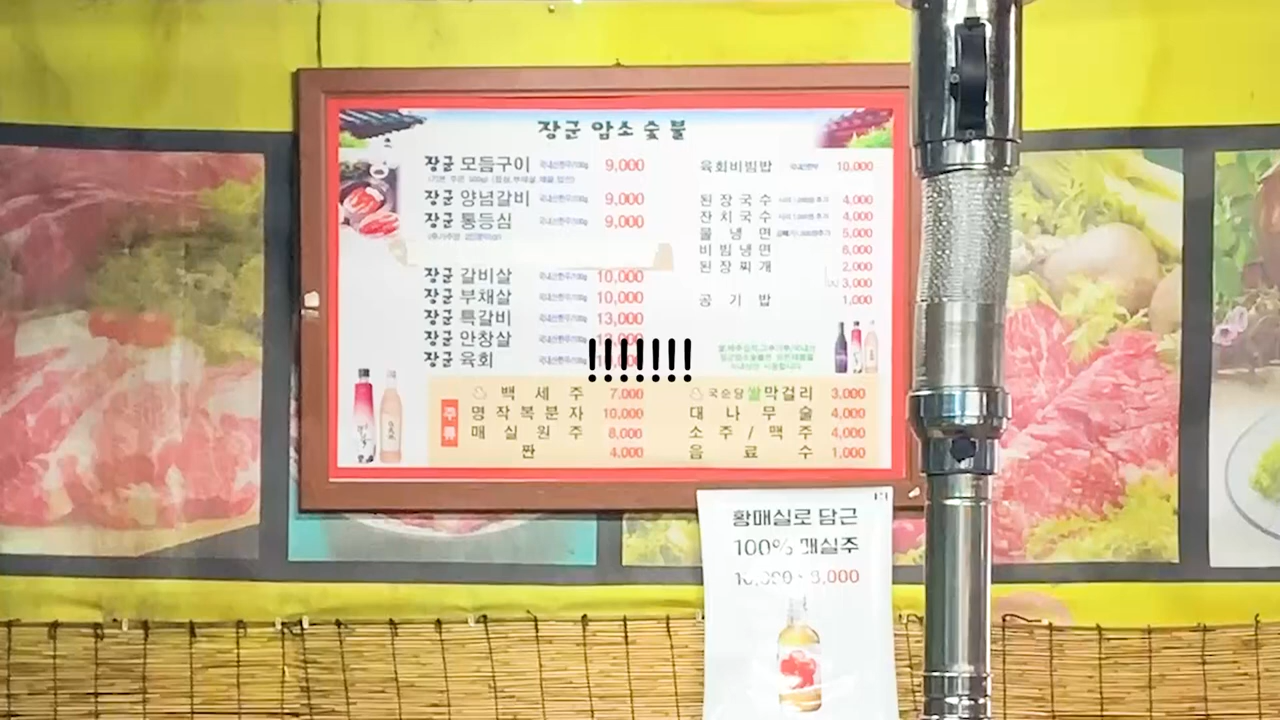 장군 암소 숯불
장군 모듬구이 9,000
장군 양념갈비 9,000
장군 통등심 9,000
장군 갈비살 10,000
장군 부채살 10,000
장군 특갈비 13,000
장군 안창살
장군 육회
육회비빔밥 10,000
된장국수 4,000
잔치국수 4,000
물냉면 5,000
비빔냉면 6,000
된장찌개 2,000
3,000
공기밥 1,000
!!!!!!!
주류
백세주 7,000
명작복분자 10,000
매실원주 8,000
짠 4,000
국순당 쌀막걸리 3,000
대나무술 4,000
소주/맥주 4,000
음료수 1,000
황매실로 담근
100% 매실주